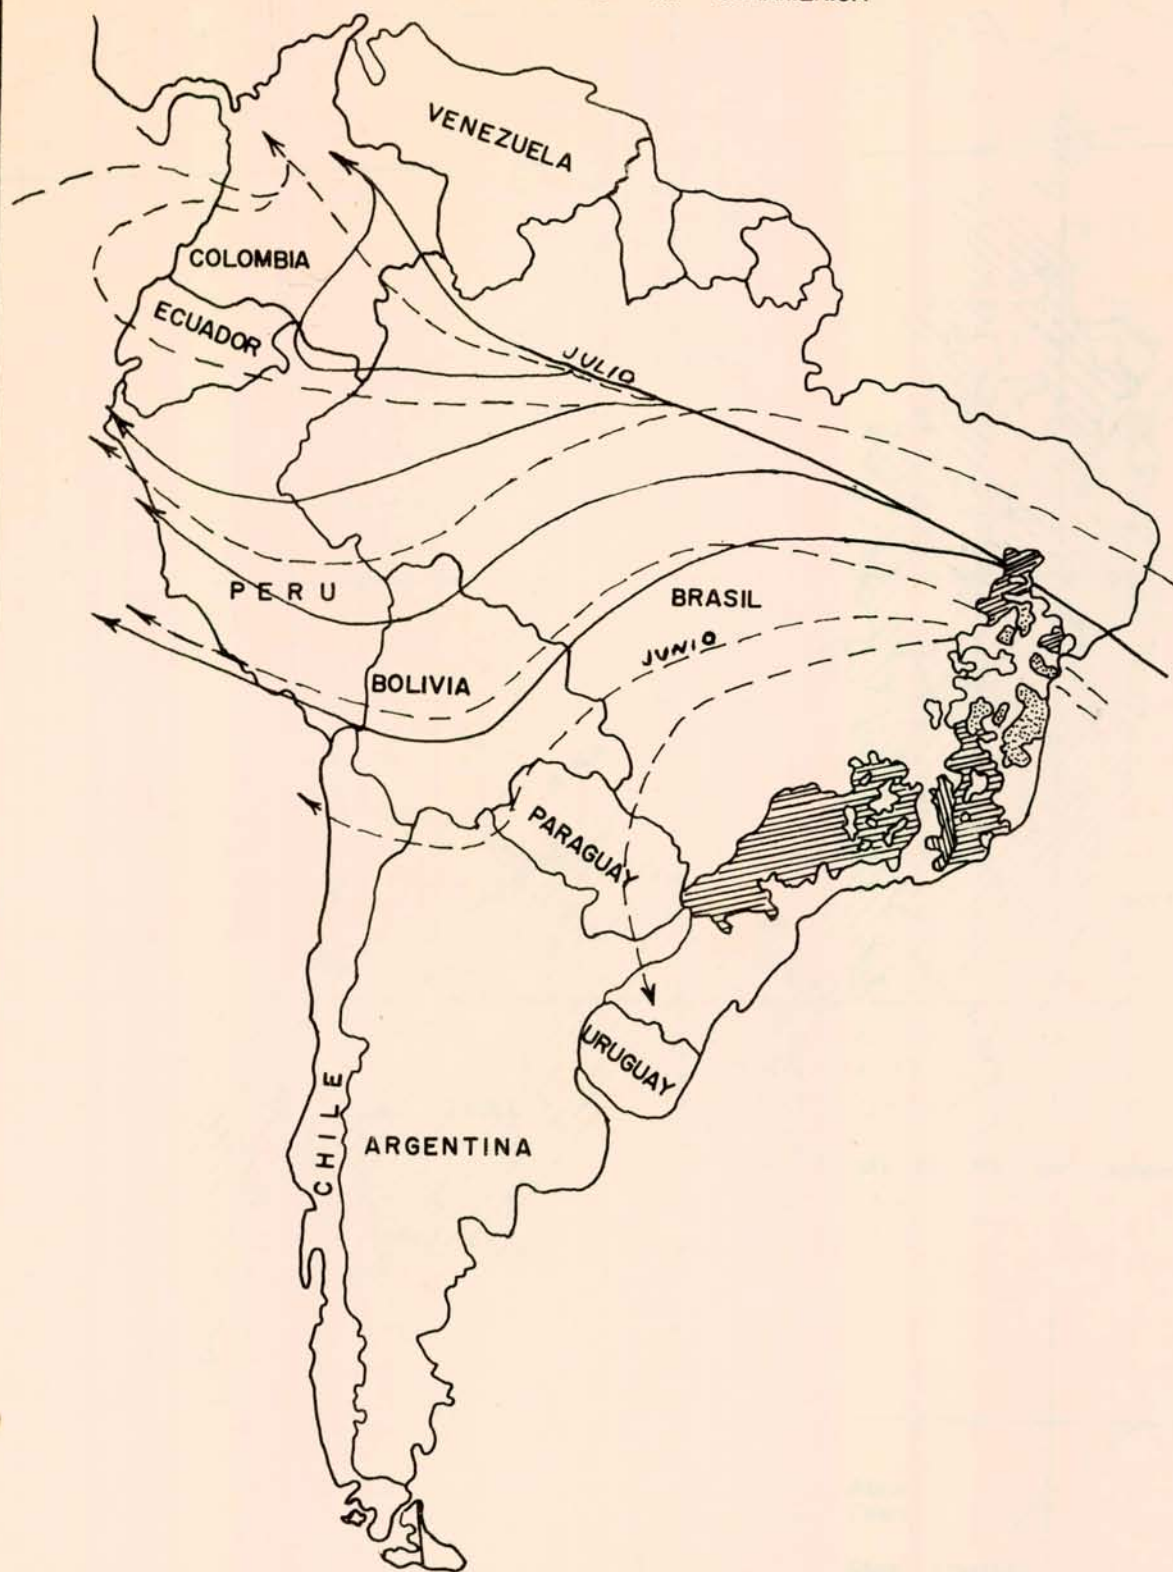 VENEZUELA
COLOMBIA
ECUADOR
JULIO
PERU
BRASIL
JUNIO
BOLIVIA
PARAGUAY
URUGUAY
CHILE
ARGENTINA